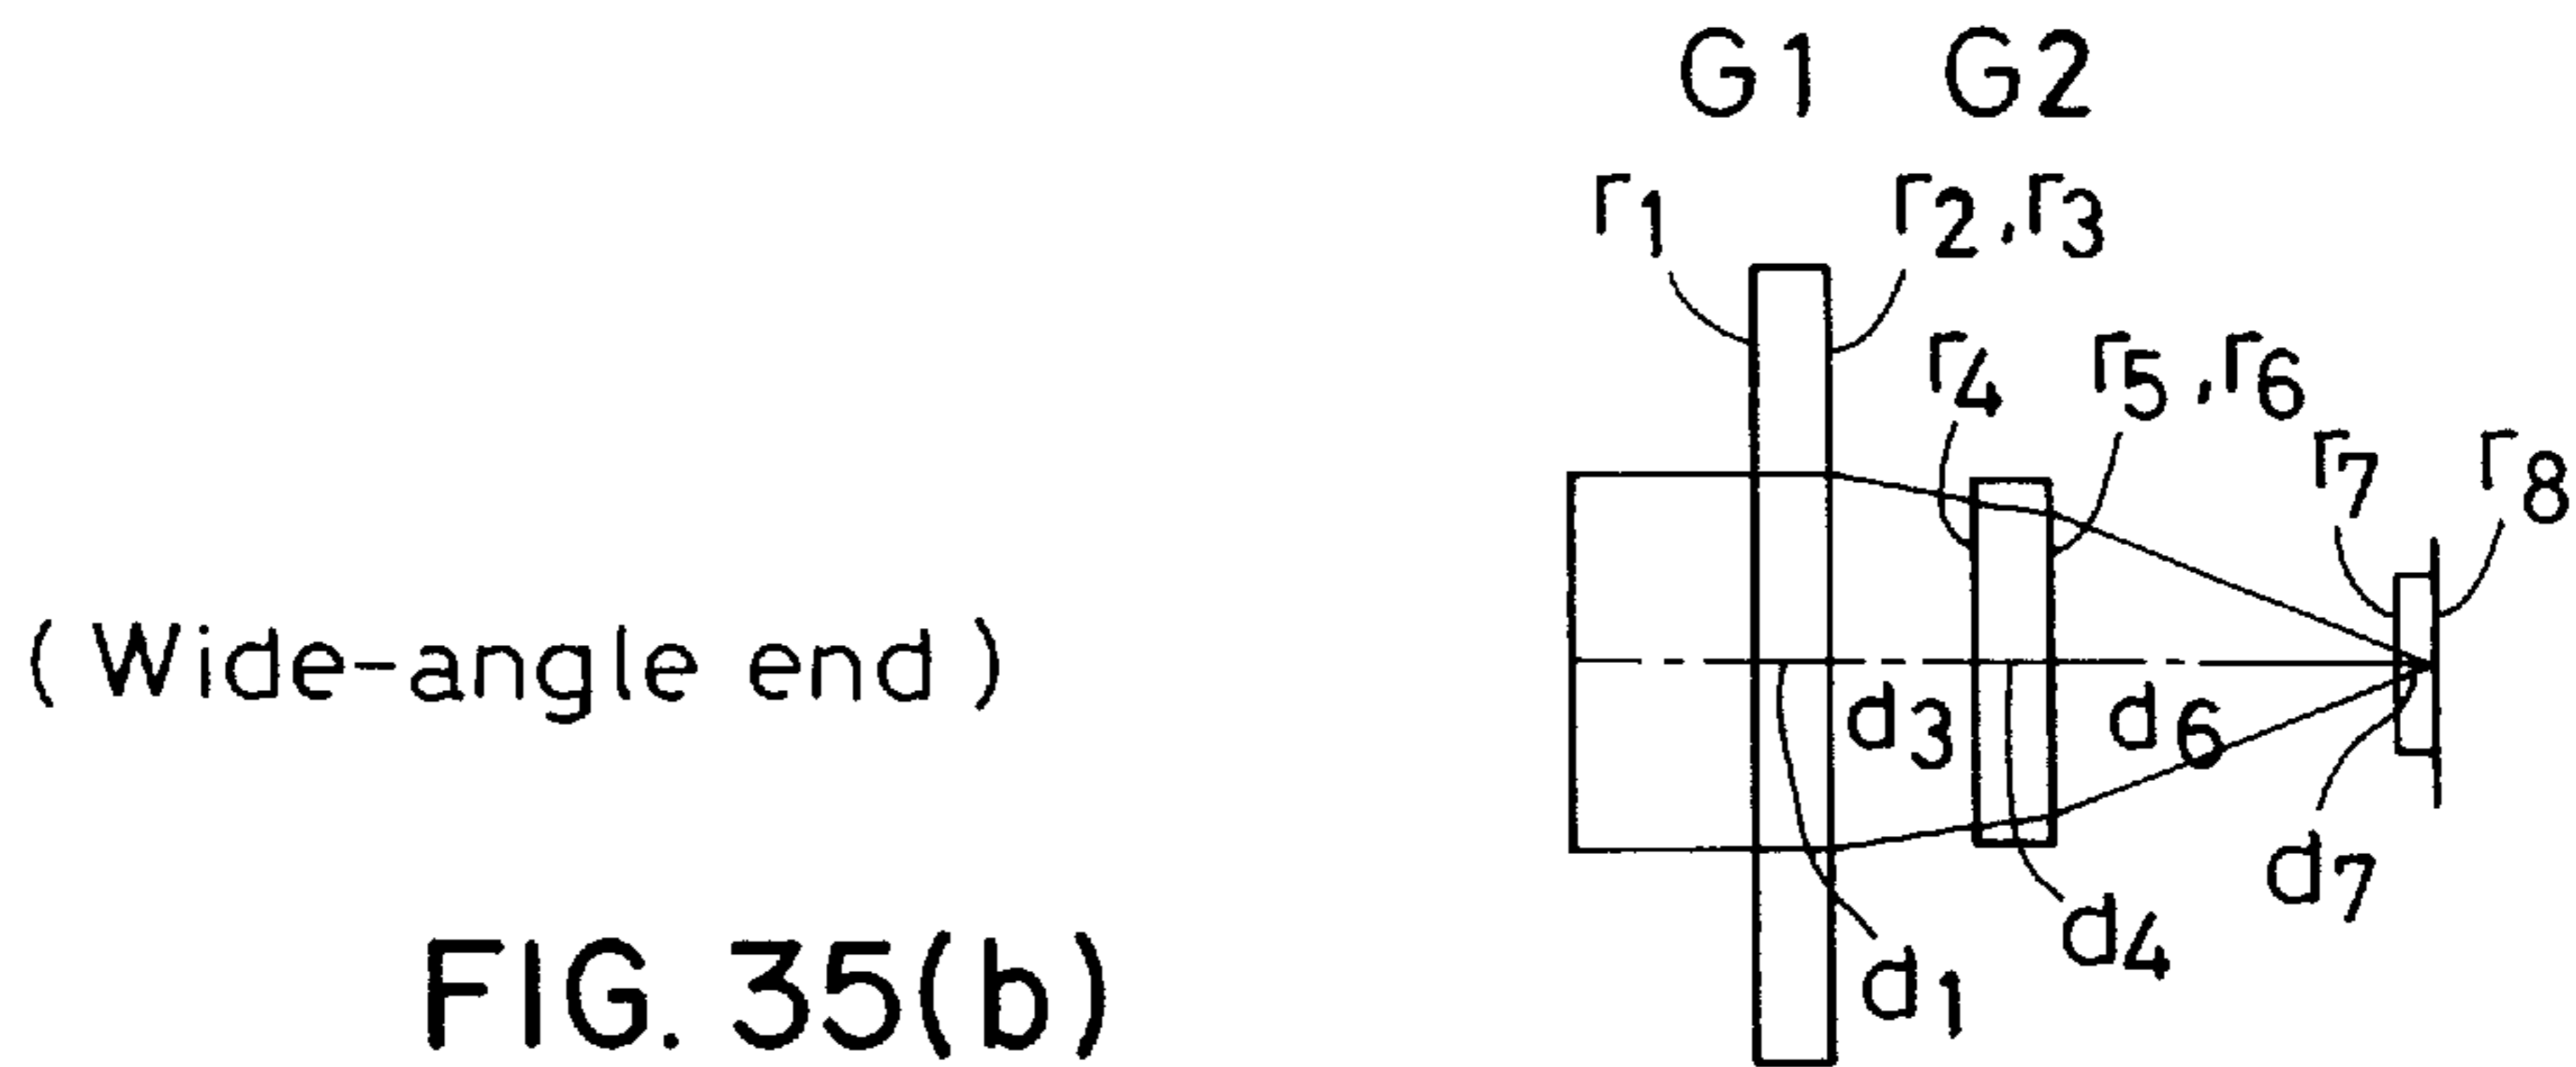 G1 G2
r1 r2,r3
r4 r5,r6
r7 r8
(Wide-angle end)
d3 d6
d7
d4
d1
FIG. 35(b)